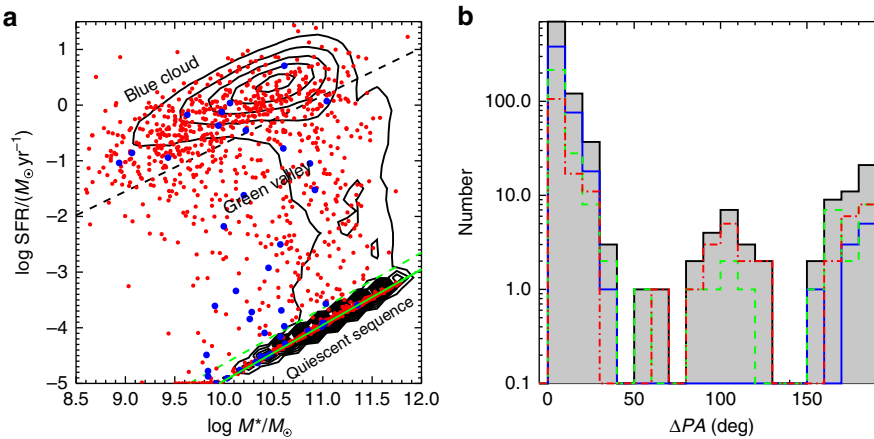 a
b
log SFR/(M⊙ yr⁻¹)
1
0
−1
−2
−3
−4
−5
Blue cloud
Green valley
Quiescent sequence
8.5 9.0 9.5 10.0 10.5 11.0 11.5 12.0
log M*/M⊙
Number
100.0
10.0
1.0
0.1
0 50 100 150
ΔPA (deg)